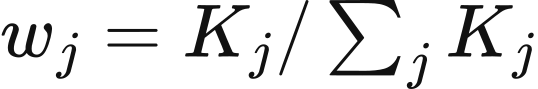 w_j = K_j / ∑_j K_j